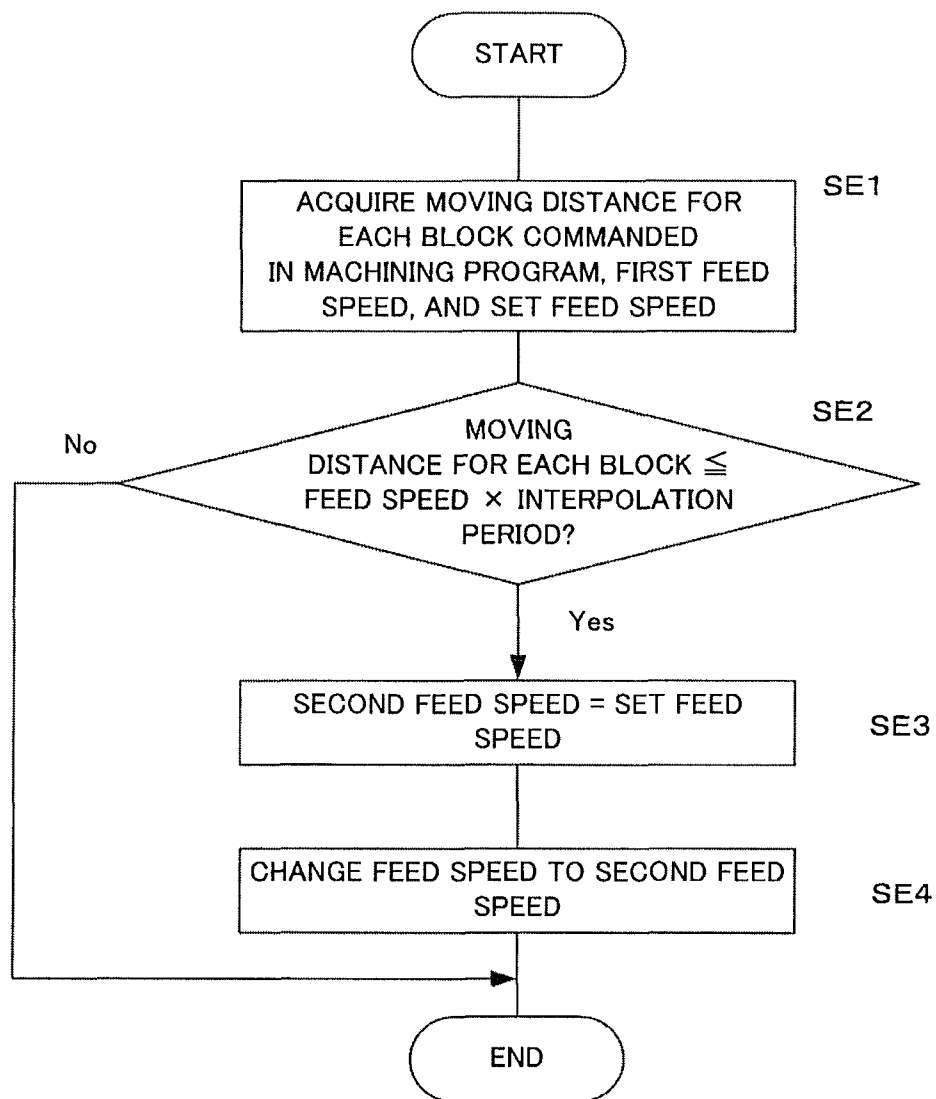 START
SE1
ACQUIRE MOVING DISTANCE FOR
EACH BLOCK COMMANDED
IN MACHINING PROGRAM, FIRST FEED
SPEED, AND SET FEED SPEED
SE2
No
MOVING
DISTANCE FOR EACH BLOCK ≦
FEED SPEED × INTERPOLATION
PERIOD?
Yes
SECOND FEED SPEED = SET FEED
SPEED
SE3
CHANGE FEED SPEED TO SECOND FEED
SPEED
SE4
END